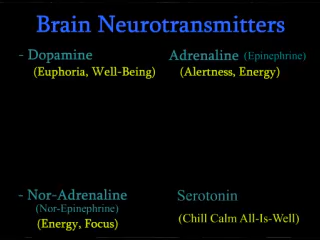 Brain Neurotransmitters
- Dopamine
(Euphoria, Well-Being)
Adrenaline (Epinephrine)
(Alertness, Energy)
- Nor-Adrenaline
(Nor-Epinephrine)
(Energy, Focus)
Serotonin
(Chill Calm All-Is-Well)